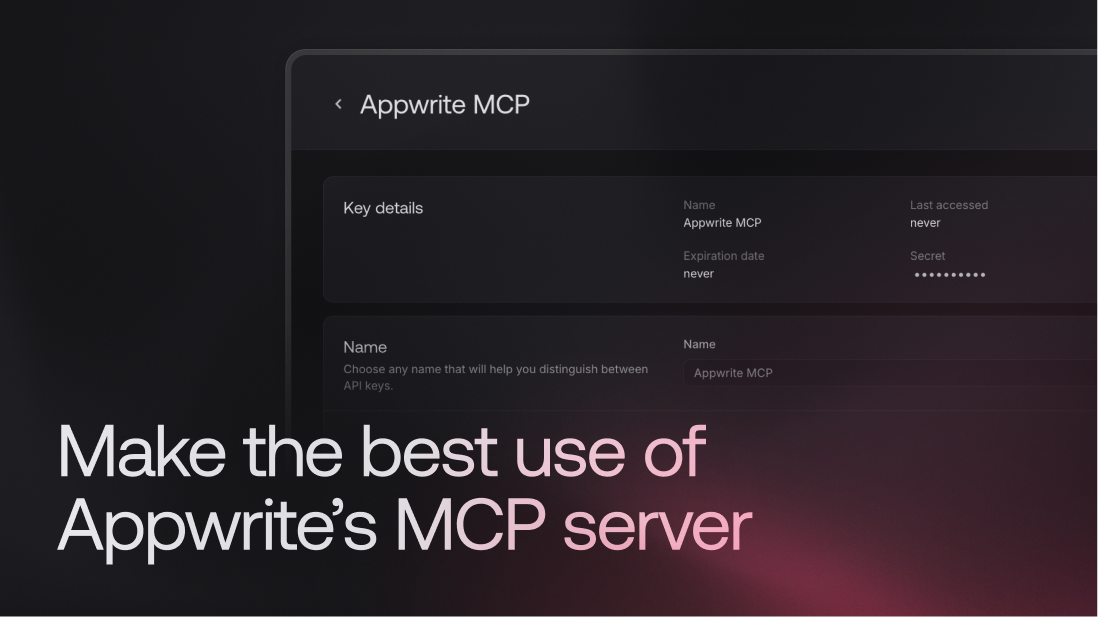 Appwrite MCP
Key details
Name
Appwrite MCP
Last accessed
never
Expiration date
never
Secret
Name
Choose any name that will help you distinguish between
API keys.
Name
Appwrite MCP
Make the best use of
Appwrite’s MCP server